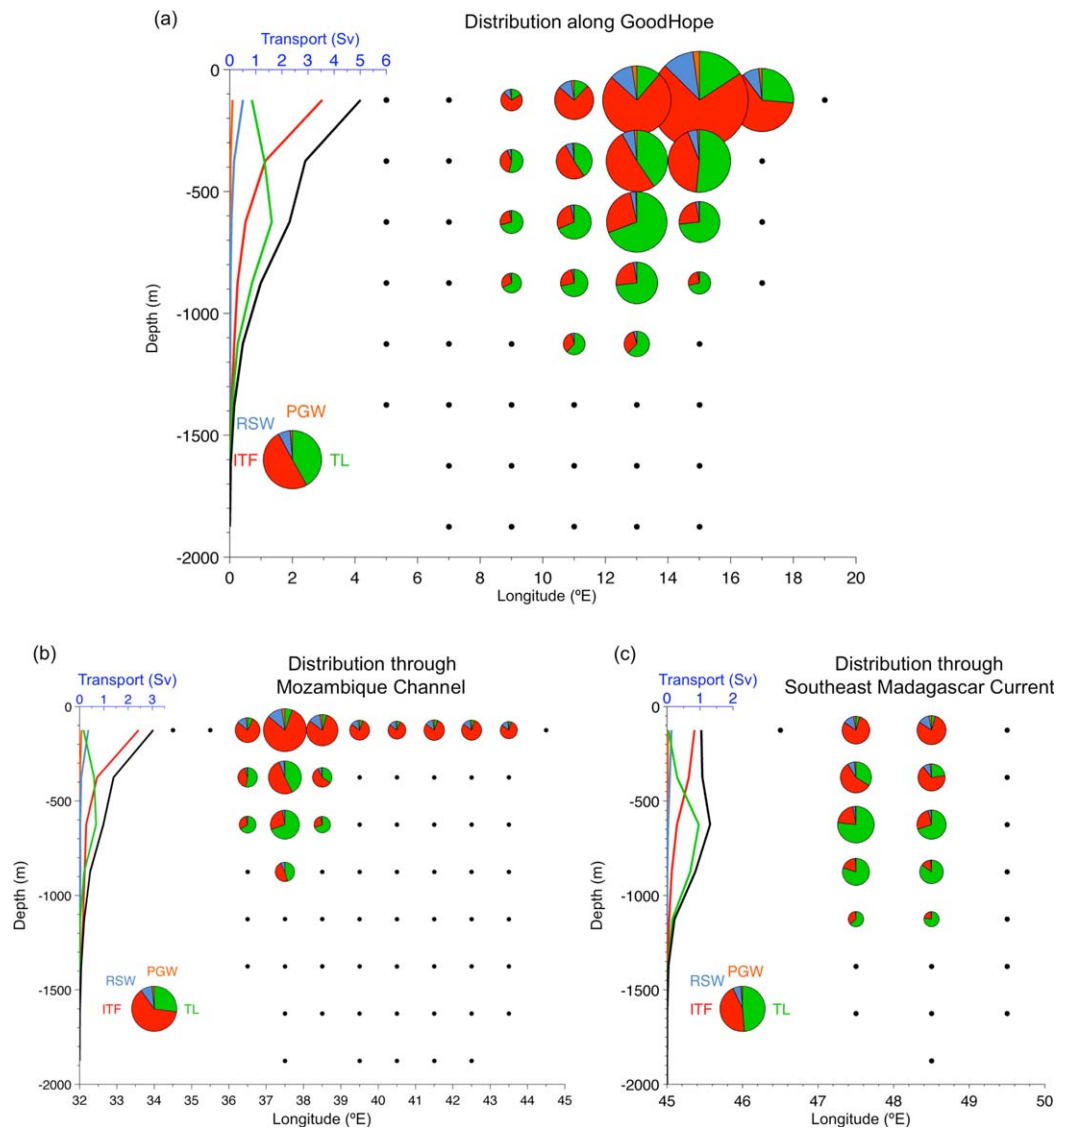 (a)
Distribution along GoodHope
Transport (Sv)
0 1 2 3 4 5 6
0
-500
-1000
-1500
-2000
Depth (m)
RSW PGW
ITF TL
0 2 4 6 8 10 12 14 16 18 20
Longitude (ºE)
(b)
Distribution through
Mozambique Channel
Transport (Sv)
0 1 2 3
0
-500
-1000
-1500
-2000
Depth (m)
RSW PGW
ITF TL
32 33 34 35 36 37 38 39 40 41 42 43 44 45
Longitude (ºE)
(c)
Distribution through
Southeast Madagascar Current
Transport (Sv)
0 1 2
0
-500
-1000
-1500
-2000
Depth (m)
RSW PGW
ITF TL
45 46 47 48 49 50
Longitude (ºE)